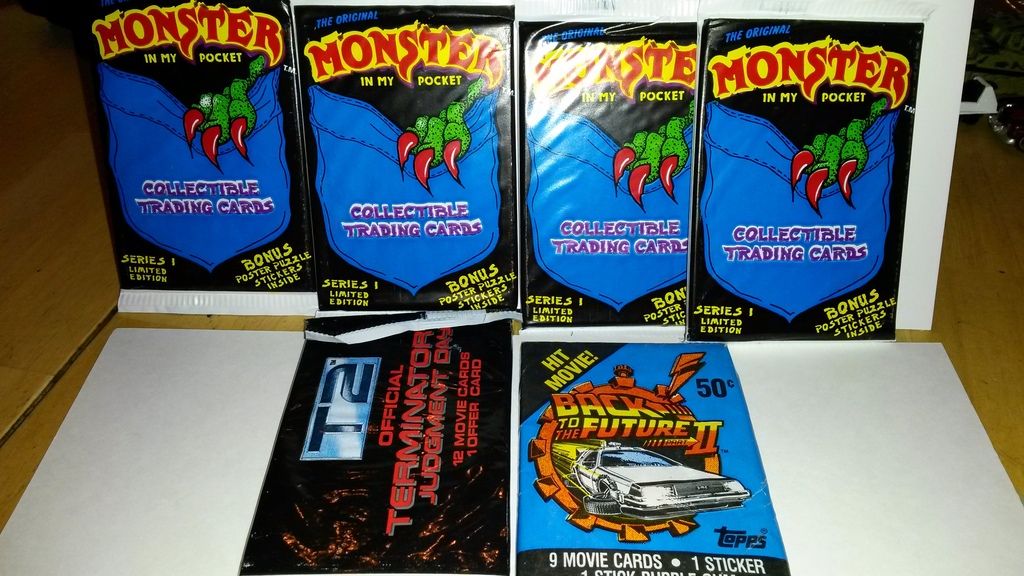 MONSTER
IN MY POCKET
T.M.
COLLECTIBLE
TRADING CARDS
SERIES 1
LIMITED
EDITION
BONUS
POSTER PUZZLE
STICKERS
INSIDE
THE ORIGINAL
MONSTER
IN MY POCKET
COLLECTIBLE
TRADING CARDS
SERIES 1
LIMITED
EDITION
BONUS
POSTER PUZZLE
STICKERS
INSIDE
THE ORIGINAL
MONSTE
IN MY POCKET
COLLECTIBLE
TRADING CARDS
SERIES 1
LIMITED
EDITION
BON
POSTER
STIC
THE ORIGINAL
MONSTER
IN MY POCKET
T.M.
COLLECTIBLE
TRADING CARDS
SERIES 1
LIMITED
EDITION
BONUS
POSTER PUZZLE
STICKERS
INSIDE
T2
OFFICIAL
TERMINATOR
JUDGMENT DAY
12 MOVIE CARDS
1 OFFER CARD
HIT
MOVIE!
50¢
BACK
TO THE FUTURE
PART II
topps
9 MOVIE CARDS • 1 STICKER